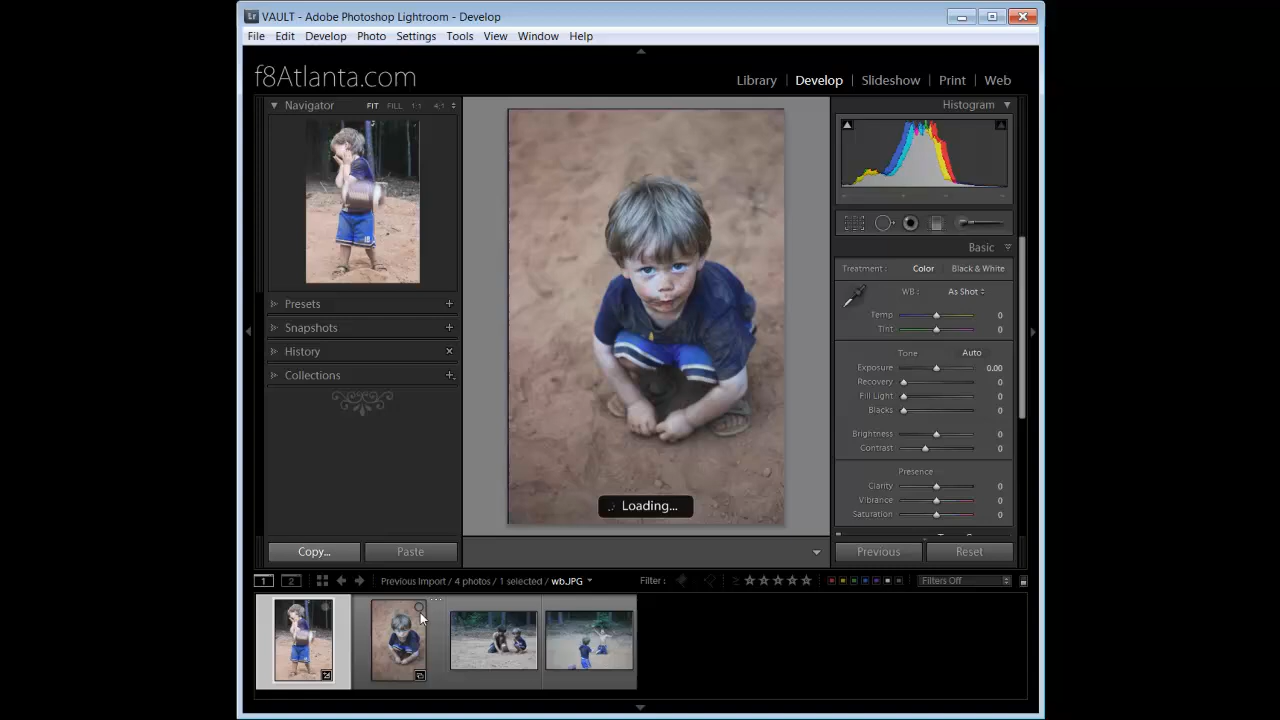 VAULT - Adobe Photoshop Lightroom - Develop
File Edit Develop Photo Settings Tools View Window Help
f8Atlanta.com
Library | Develop | Slideshow | Print | Web
Navigator FIT FILL 1:1 4:1
Histogram
Presets
Snapshots
History
Collections
Basic
Treatment: Color Black & White
WB: As Shot
Temp 0
Tint 0
Tone Auto
Exposure 0.00
Recovery 0
Fill Light 0
Blacks 0
Brightness 0
Contrast 0
Presence
Clarity 0
Vibrance 0
Saturation 0
Loading...
Copy... Paste
Previous Reset
1 2 Previous Import / 4 photos / 1 selected / wb.JPG Filter: Filters Off